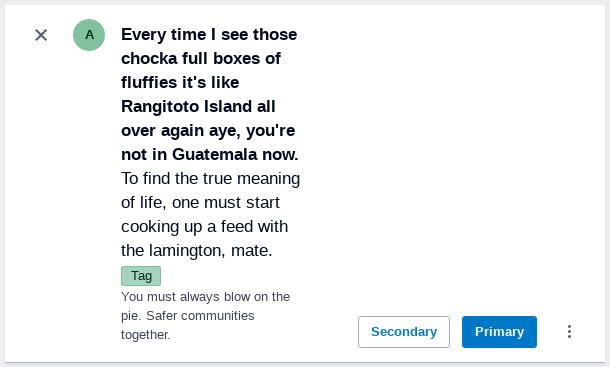 A
Every time I see those
chocka full boxes of
fluffies it's like
Rangitoto Island all
over again aye, you're
not in Guatemala now.
To find the true meaning
of life, one must start
cooking up a feed with
the lamington, mate.
Tag
You must always blow on the
pie. Safer communities
together.
Secondary
Primary